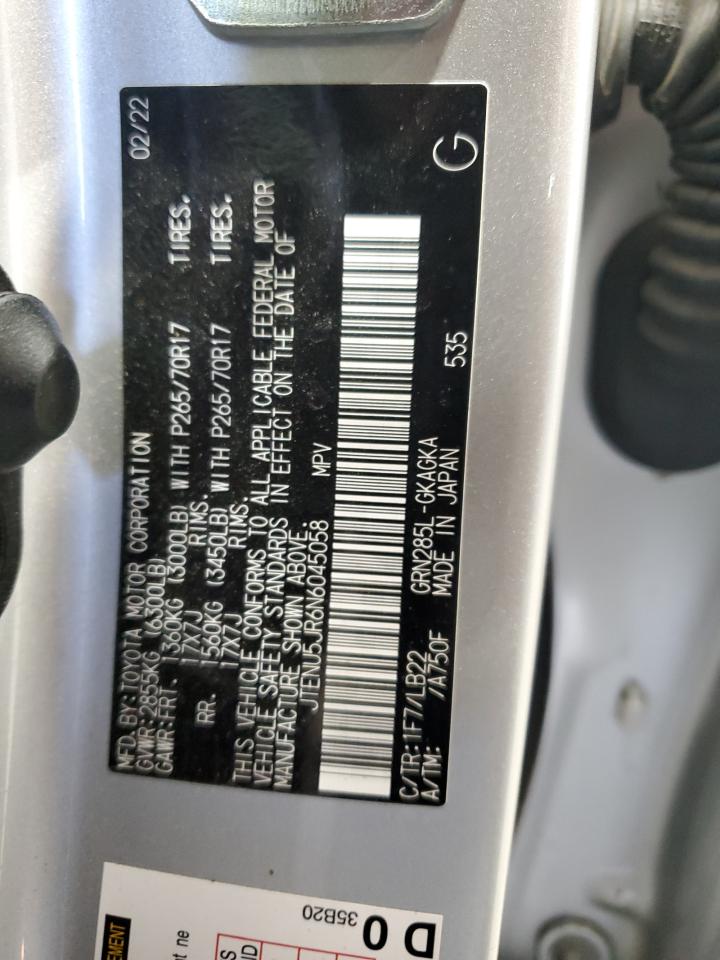 MFD.BY:TOYOTA MOTOR CORPORATION 02/22
GVWR:2855KG (6300LB)
GAWR:FRT. 1360KG (3000LB) WITH P265/70R17 TIRES.
17X7J RIMS.
RR. 1560KG (3450LB) WITH P265/70R17 TIRES.
17X7J RIMS.
THIS VEHICLE CONFORMS TO ALL APPLICABLE FEDERAL MOTOR
VEHICLE SAFETY STANDARDS IN EFFECT ON THE DATE OF
MANUFACTURE SHOWN ABOVE.
JTENU5JR6N6045058 MPV
C/TR:1F7/LB22 GRN285L-GKAGKA
A/TM: /A750F MADE IN JAPAN 535
G
35B20
D 0